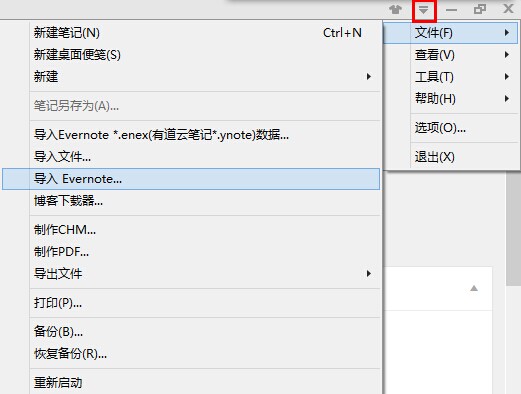 新建笔记(N) Ctrl+N
新建桌面便笺(S)
新建
笔记另存为(A)...
导入Evernote *.enex(有道云笔记*.ynote)数据...
导入文件...
导入 Evernote...
博客下载器...
制作CHM...
制作PDF...
导出文件
打印(P)...
备份(B)...
恢复备份(R)...
重新启动
文件(F)
查看(V)
工具(T)
帮助(H)
选项(O)...
退出(X)